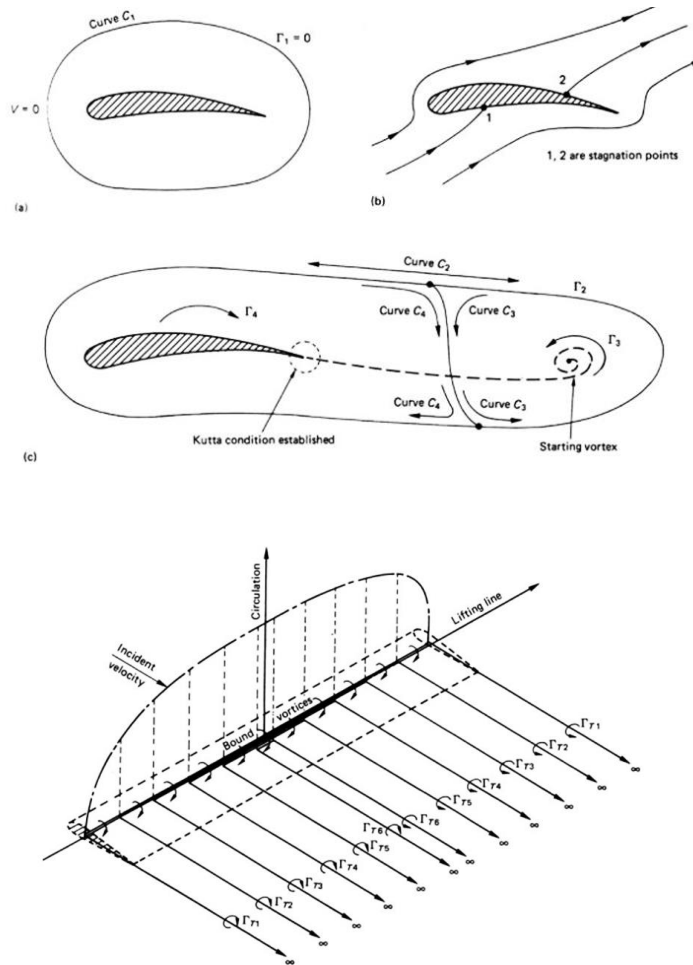 Curve C₁
Γ₁ = 0
V = 0
(a)
2
1
1, 2 are stagnation points
(b)
Curve C₂
Γ₂
Γ₄
Curve C₄
Curve C₃
Γ₃
Curve C₄
Curve C₃
Kutta condition established
Starting vortex
(c)
Circulation
Lifting line
Incident
velocity
Bound vortices
ΓT1
∞
ΓT2
∞
ΓT3
∞
ΓT4
∞
ΓT5
∞
ΓT6
∞
ΓT6
∞
ΓT5
∞
ΓT4
∞
ΓT3
∞
ΓT2
∞
ΓT1
∞